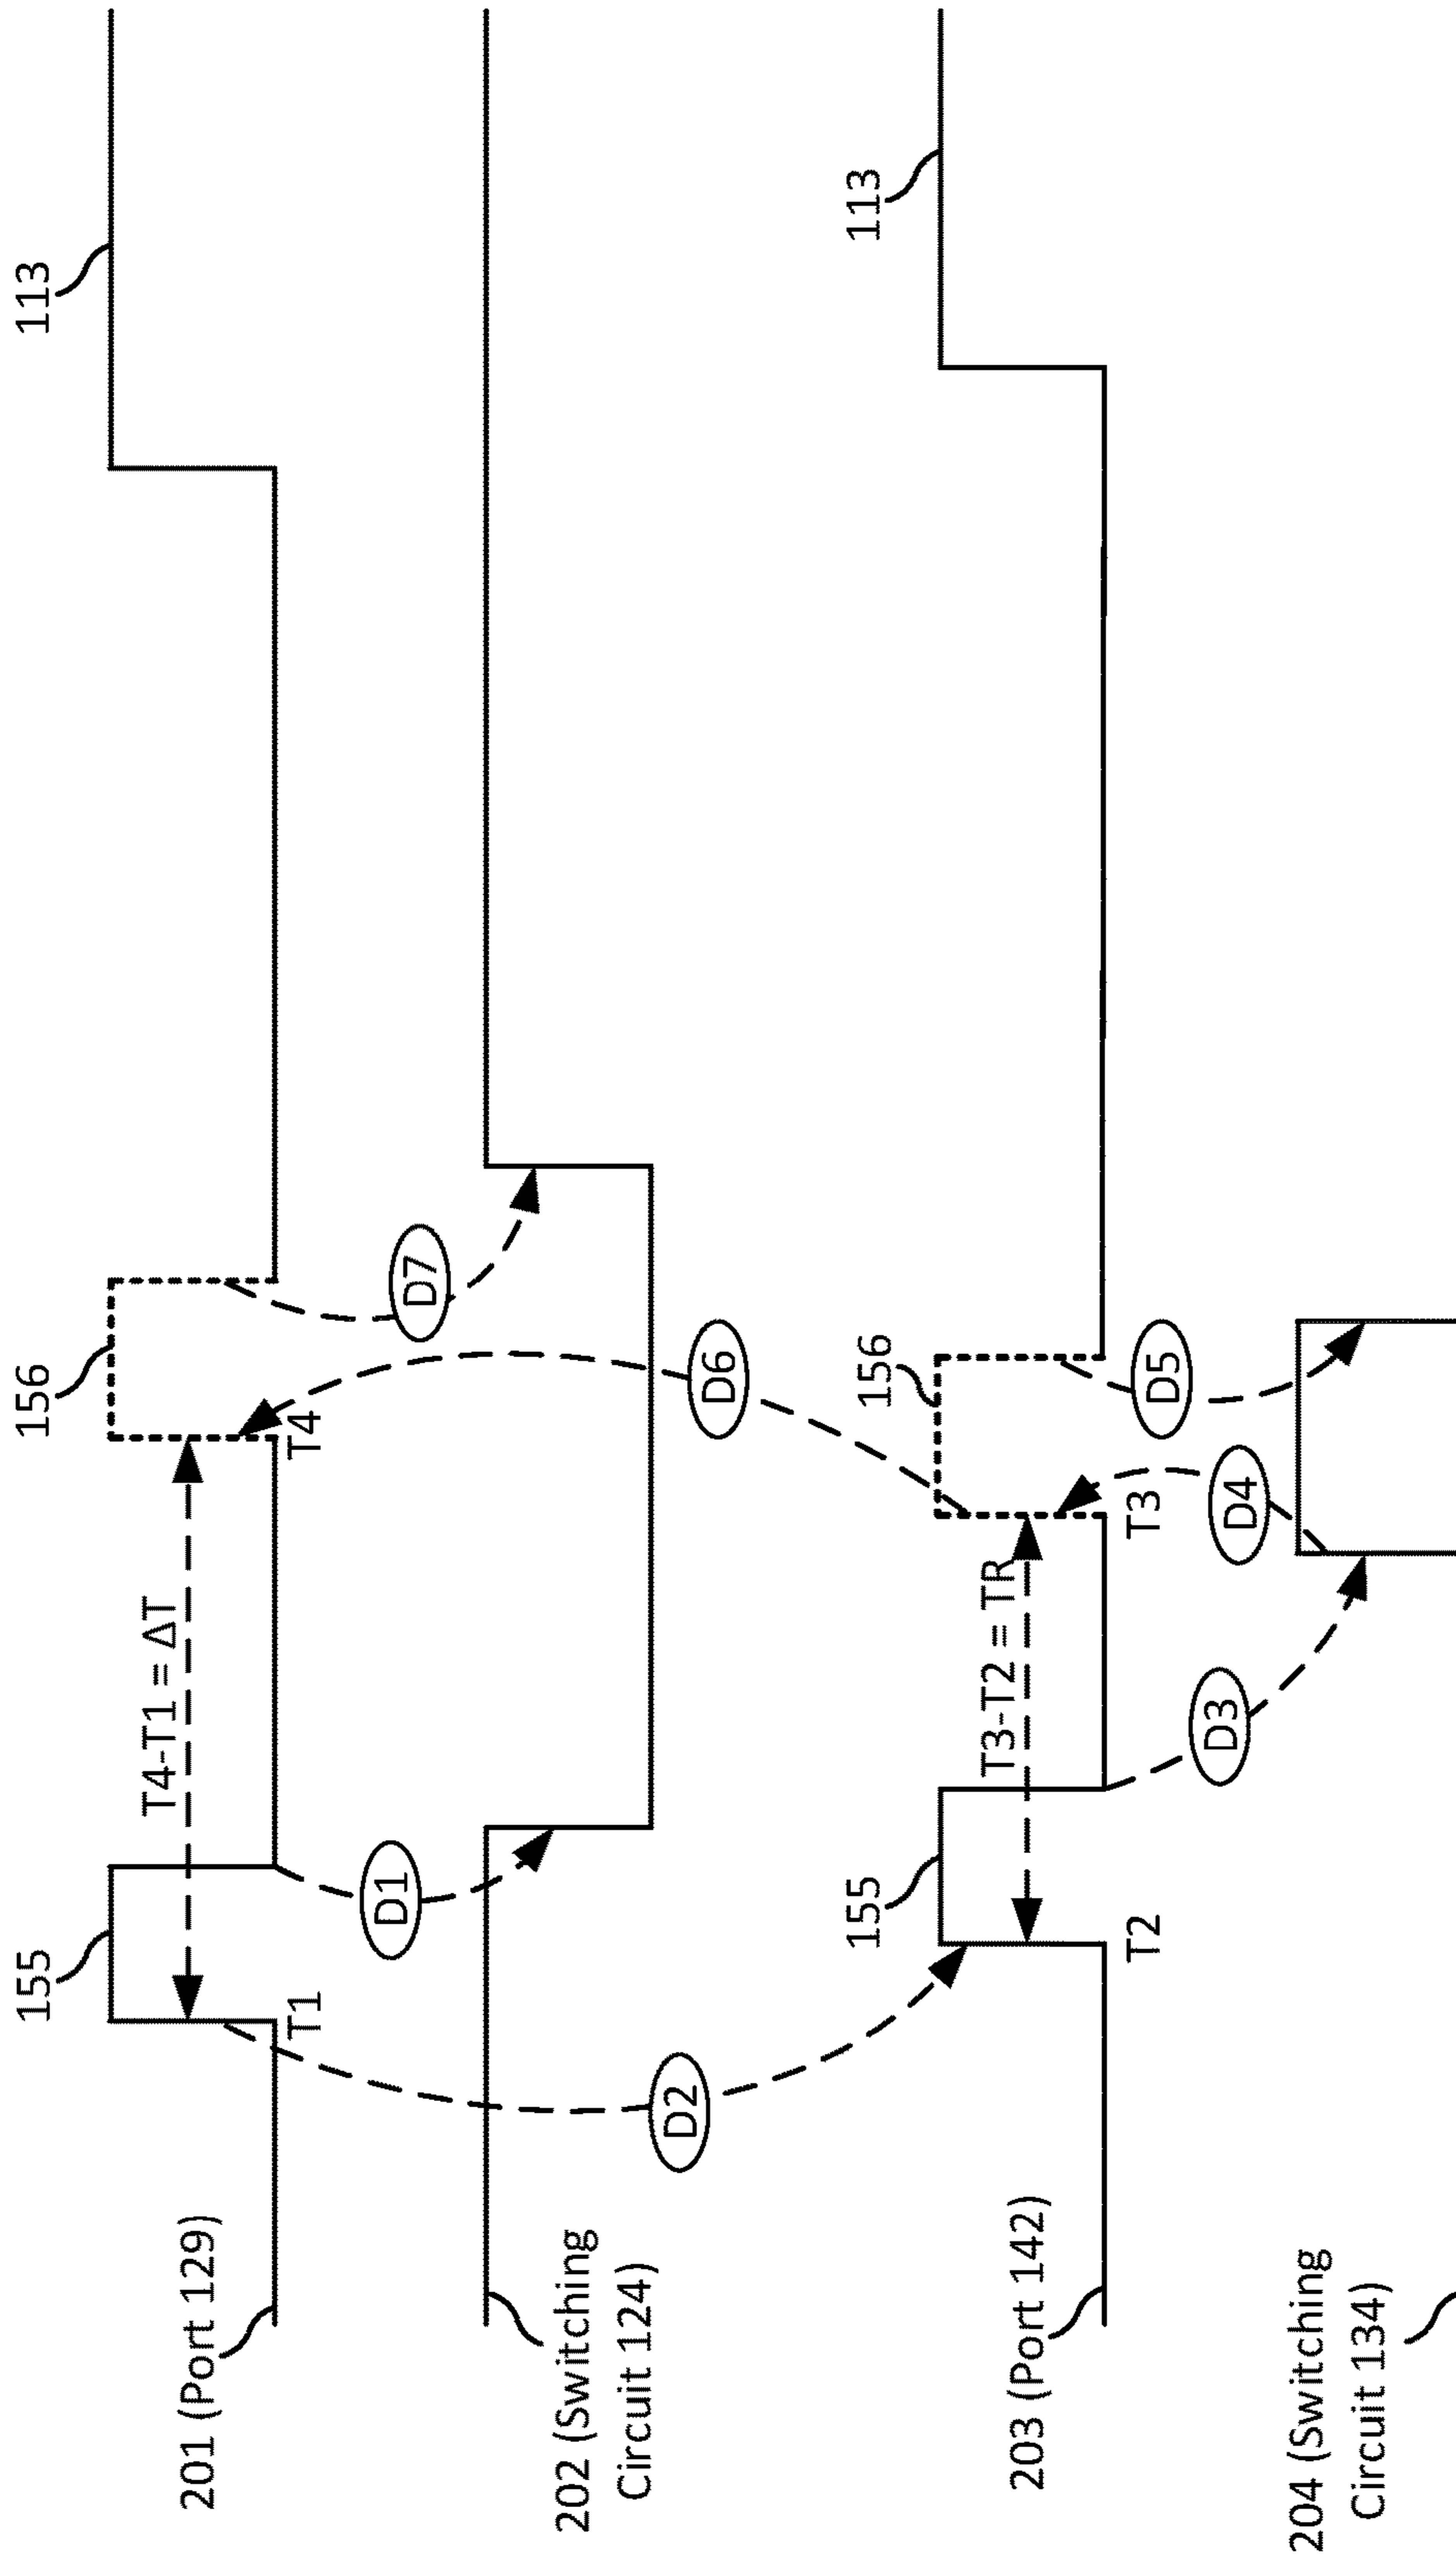 201 (Port 129)
155
T1
T4-T1 = ΔT
156
T4
113
D1
D7
202 (Switching
Circuit 124)
D2
D6
203 (Port 142)
155
T2
T3-T2 = TR
156
T3
113
D3
D4
D5
204 (Switching
Circuit 134)